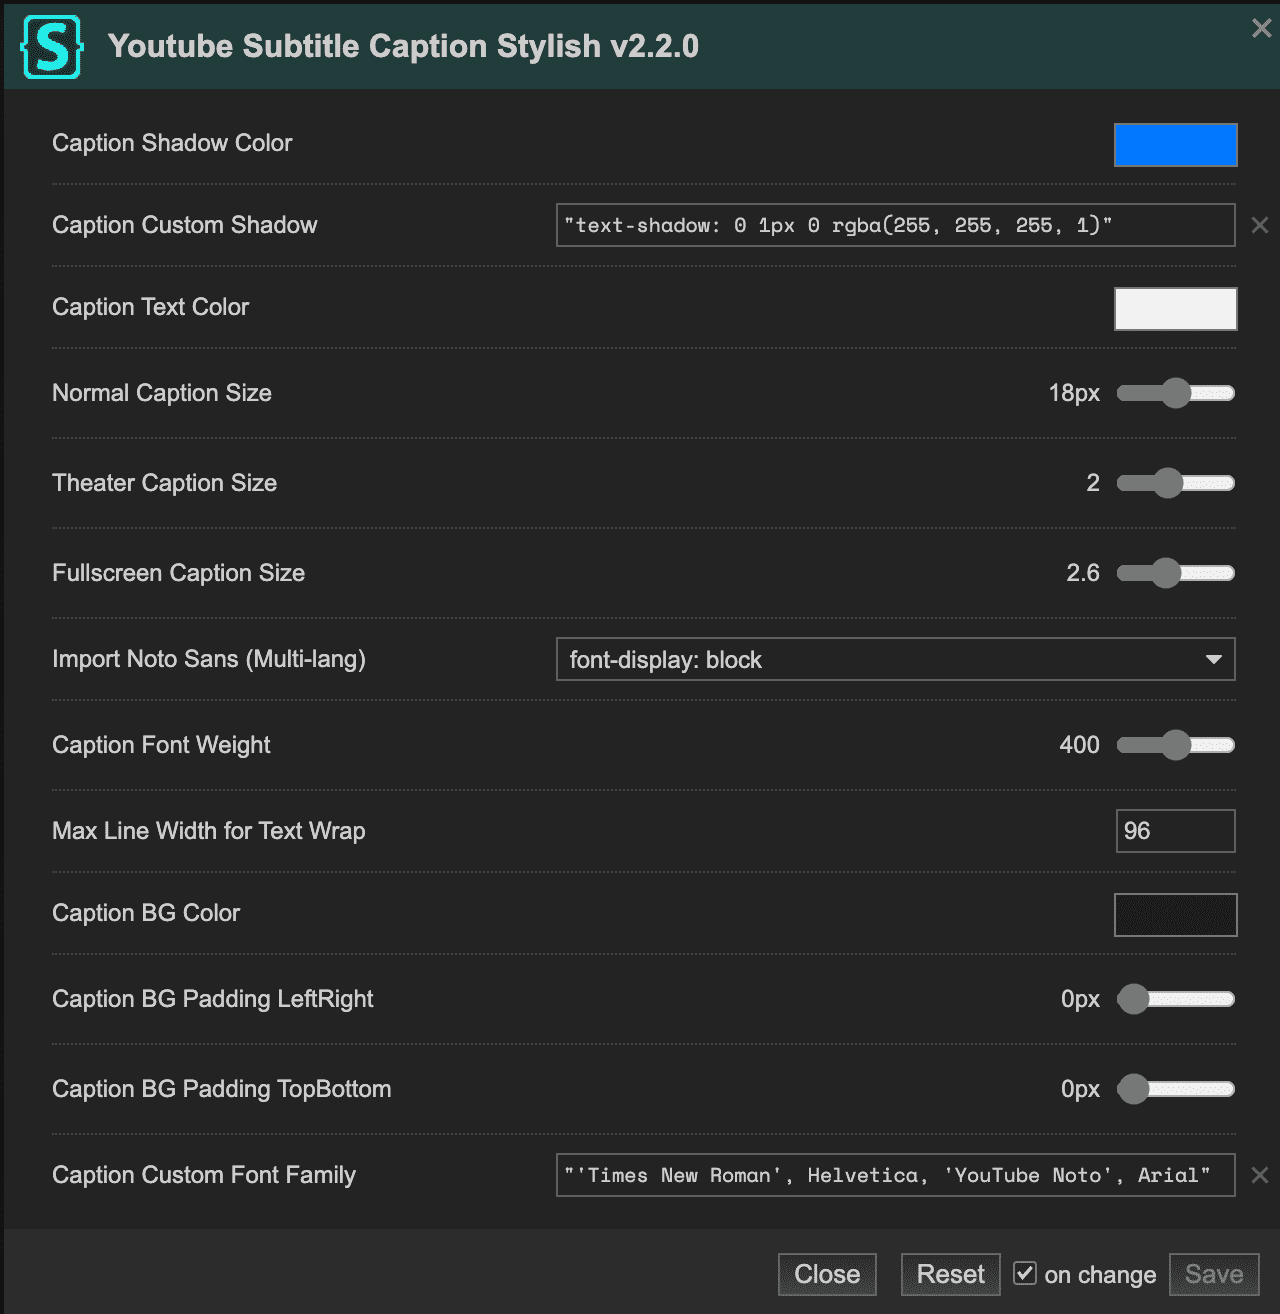 Youtube Subtitle Caption Stylish v2.2.0
Caption Shadow Color
Caption Custom Shadow "text-shadow: 0 1px 0 rgba(255, 255, 255, 1)"
Caption Text Color
Normal Caption Size 18px
Theater Caption Size 2
Fullscreen Caption Size 2.6
Import Noto Sans (Multi-lang) font-display: block
Caption Font Weight 400
Max Line Width for Text Wrap 96
Caption BG Color
Caption BG Padding LeftRight 0px
Caption BG Padding TopBottom 0px
Caption Custom Font Family "'Times New Roman', Helvetica, 'YouTube Noto', Arial"
Close Reset on change Save